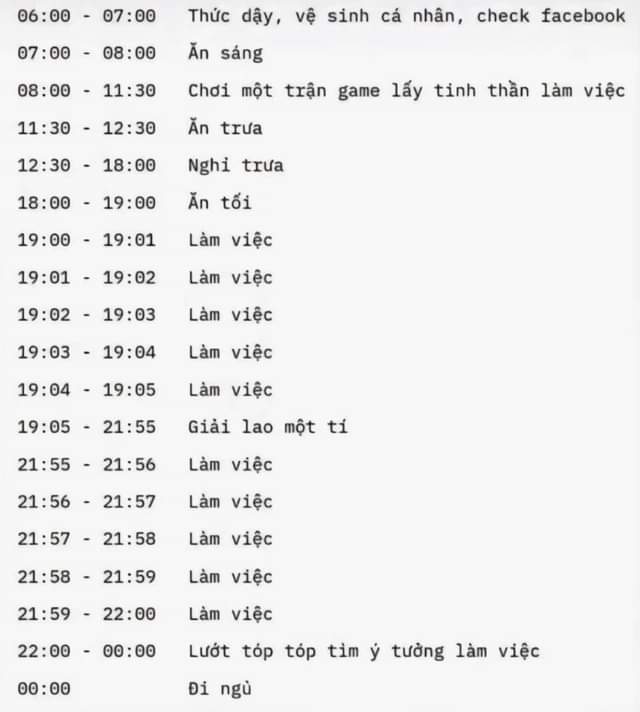 06:00 - 07:00 Thức dậy, vệ sinh cá nhân, check facebook
07:00 - 08:00 Ăn sáng
08:00 - 11:30 Chơi một trận game lấy tinh thần làm việc
11:30 - 12:30 Ăn trưa
12:30 - 18:00 Nghỉ trưa
18:00 - 19:00 Ăn tối
19:00 - 19:01 Làm việc
19:01 - 19:02 Làm việc
19:02 - 19:03 Làm việc
19:03 - 19:04 Làm việc
19:04 - 19:05 Làm việc
19:05 - 21:55 Giải lao một tí
21:55 - 21:56 Làm việc
21:56 - 21:57 Làm việc
21:57 - 21:58 Làm việc
21:58 - 21:59 Làm việc
21:59 - 22:00 Làm việc
22:00 - 00:00 Lướt tóp tóp tìm ý tưởng làm việc
00:00 Đi ngủ